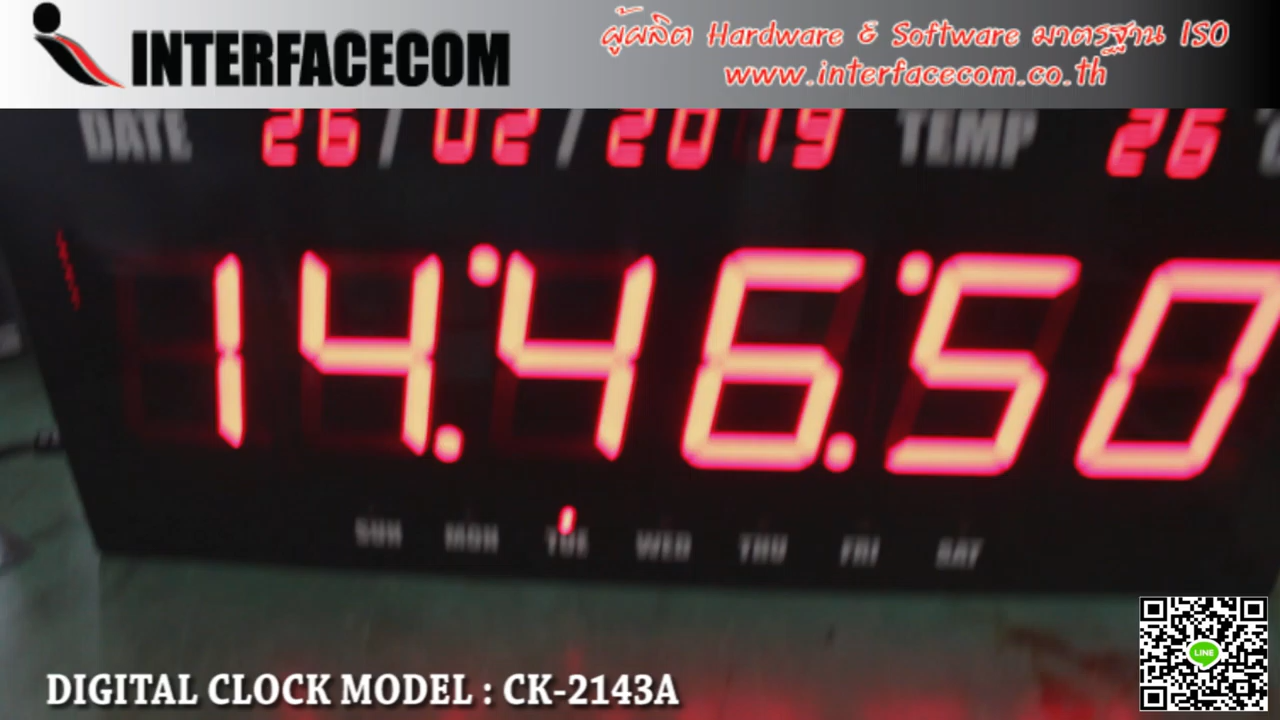 INTERFACECOM
ผู้ผลิต Hardware & Software มาตรฐาน ISO
www.interfacecom.co.th
DATE 26/02/2019 TEMP 26
14:46:50
SUN MON TUE WED THU FRI SAT
DIGITAL CLOCK MODEL : CK-2143A
LINE